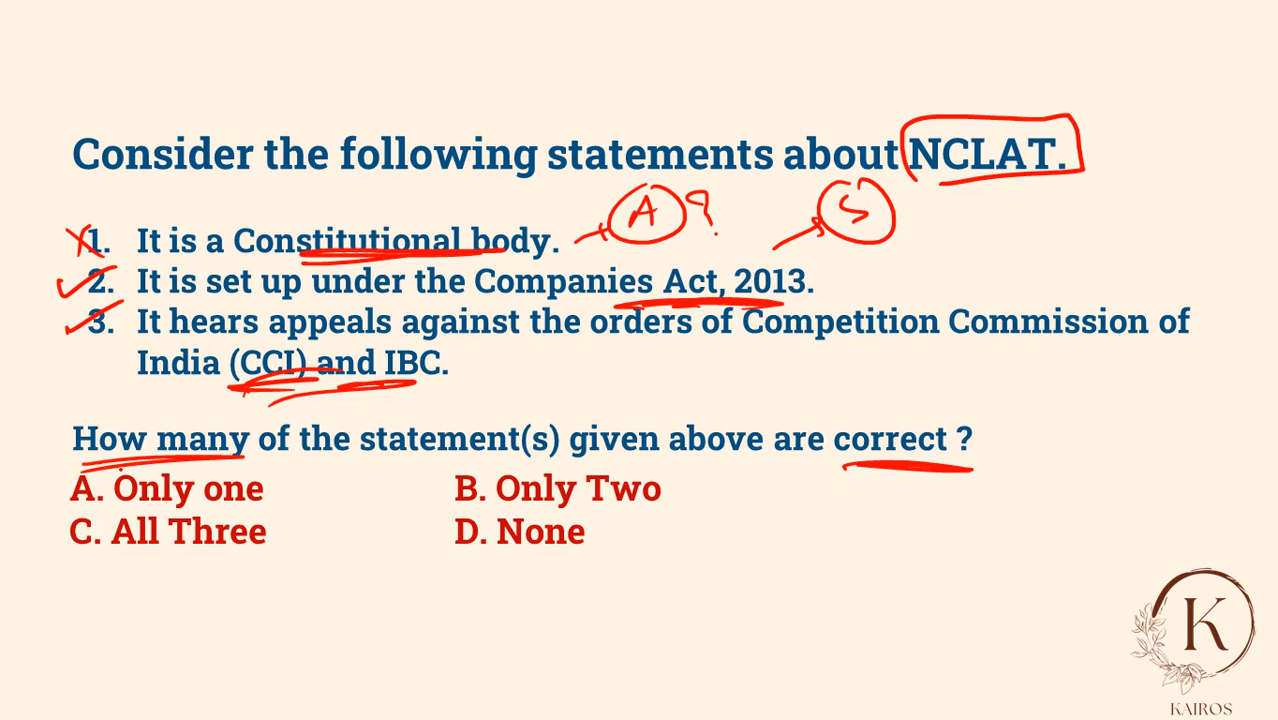 Consider the following statements about NCLAT.
A ? S
1. It is a Constitutional body.
2. It is set up under the Companies Act, 2013.
3. It hears appeals against the orders of Competition Commission of
India (CCI) and IBC.
How many of the statement(s) given above are correct ?
A. Only one B. Only Two
C. All Three D. None
K
KAIROS